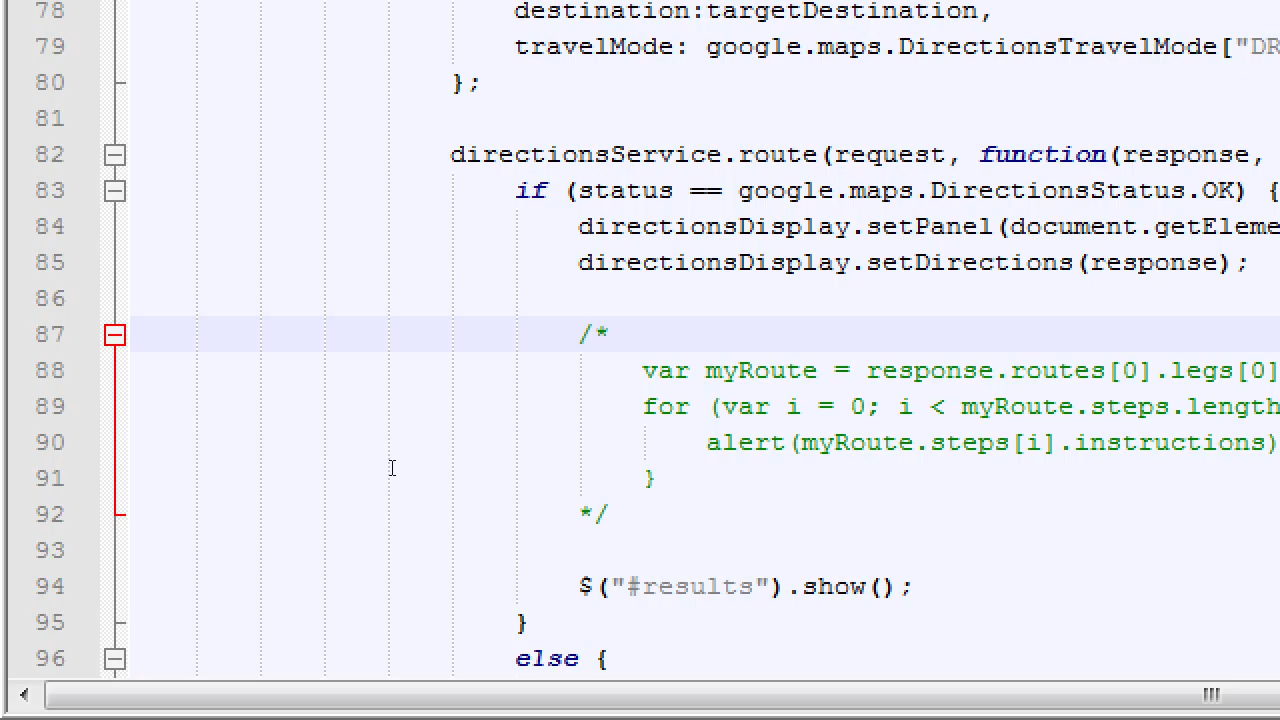 78 destination:targetDestination,
79 travelMode: google.maps.DirectionsTravelMode["DR
80 };
81
82 directionsService.route(request, function(response,
83 if (status == google.maps.DirectionsStatus.OK) {
84 directionsDisplay.setPanel(document.getEleme
85 directionsDisplay.setDirections(response);
86
87 /*
88 var myRoute = response.routes[0].legs[0]
89 for (var i = 0; i < myRoute.steps.length
90 alert(myRoute.steps[i].instructions)
91 }
92 */
93
94 $("#results").show();
95 }
96 else {